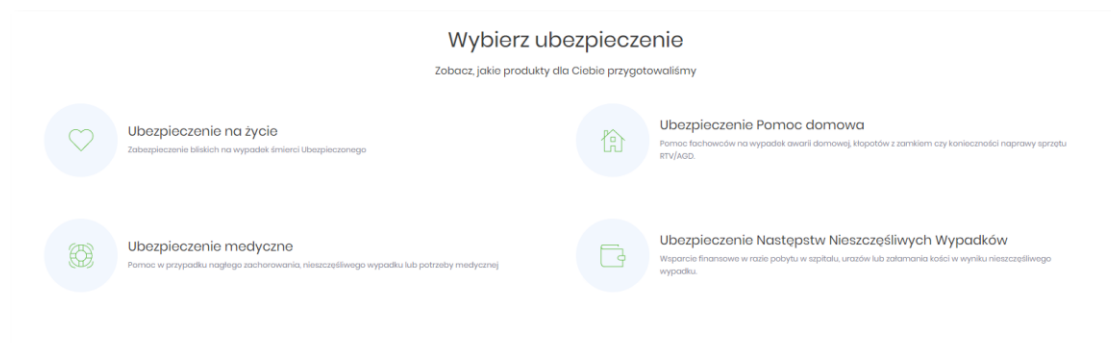 Wybierz ubezpieczenie
Zobacz, jakie produkty dla Ciebie przygotowaliśmy
Ubezpieczenie na życie
Zabezpieczenie bliskich na wypadek śmierci Ubezpieczonego
Ubezpieczenie Pomoc domowa
Pomoc fachowców na wypadek awarii domowej, kłopotów z zamkiem czy konieczności naprawy sprzętu
RTV/AGD.
Ubezpieczenie medyczne
Pomoc w przypadku nagłego zachorowania, nieszczęśliwego wypadku lub potrzeby medycznej
Ubezpieczenie Następstw Nieszczęśliwych Wypadków
Wsparcie finansowe w razie pobytu w szpitalu, urazów lub załamania kości w wyniku nieszczęśliwego
wypadku.